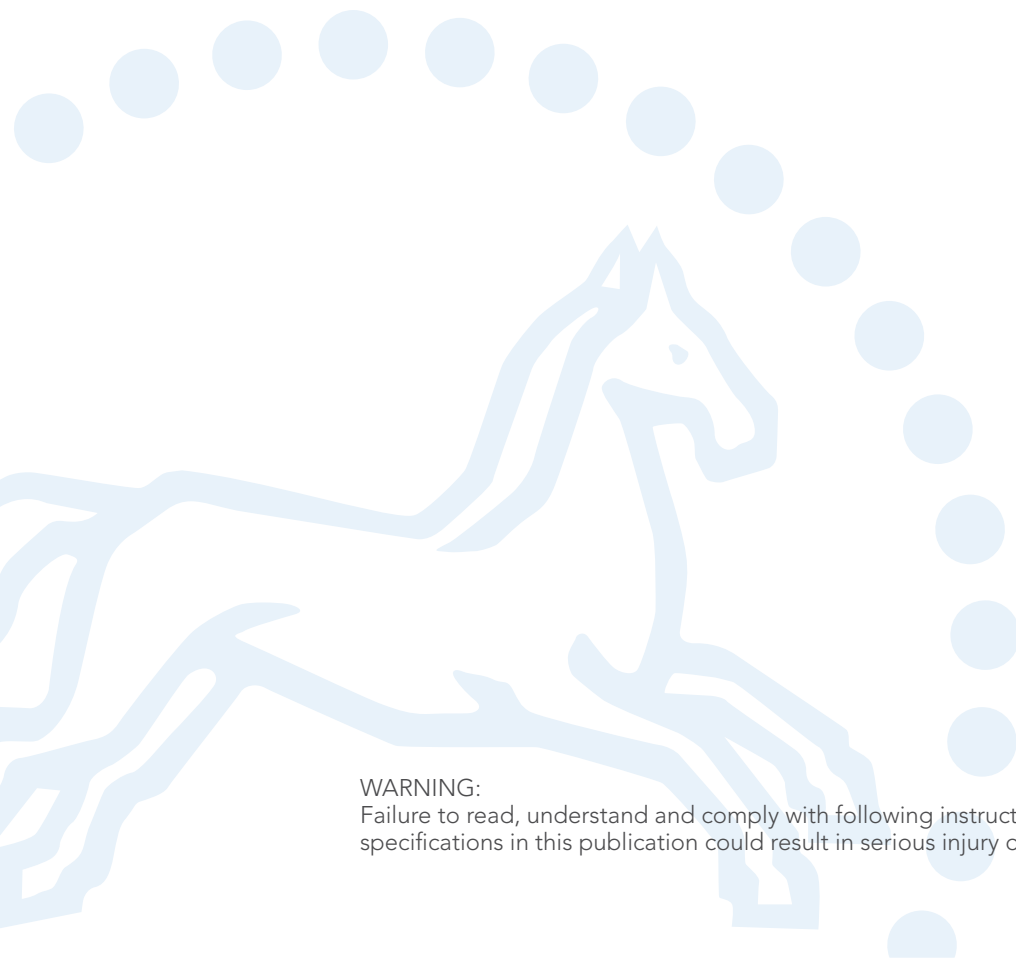 WARNING:
Failure to read, understand and comply with following
specifications in this publication could result in serious injury